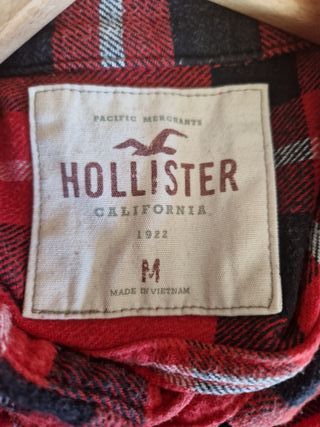 PACIFIC MERCHANTS
HOLLISTER
CALIFORNIA
1922
M
MADE IN VIETNAM